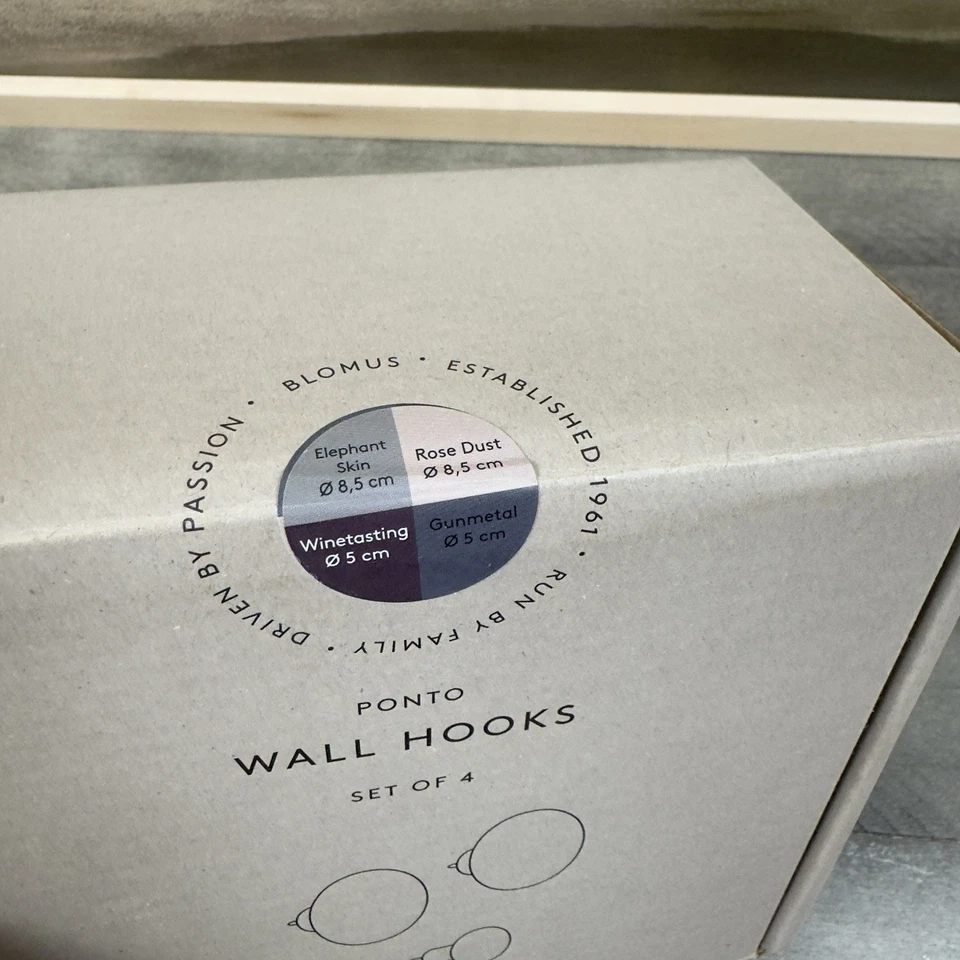 BLOMUS • ESTABLISHED 1961 • RUN BY FAMILY • DRIVEN BY PASSION •
Elephant
Skin
Ø 8,5 cm
Rose Dust
Ø 8,5 cm
Winetasting
Ø 5 cm
Gunmetal
Ø 5 cm
PONTO
WALL HOOKS
SET OF 4